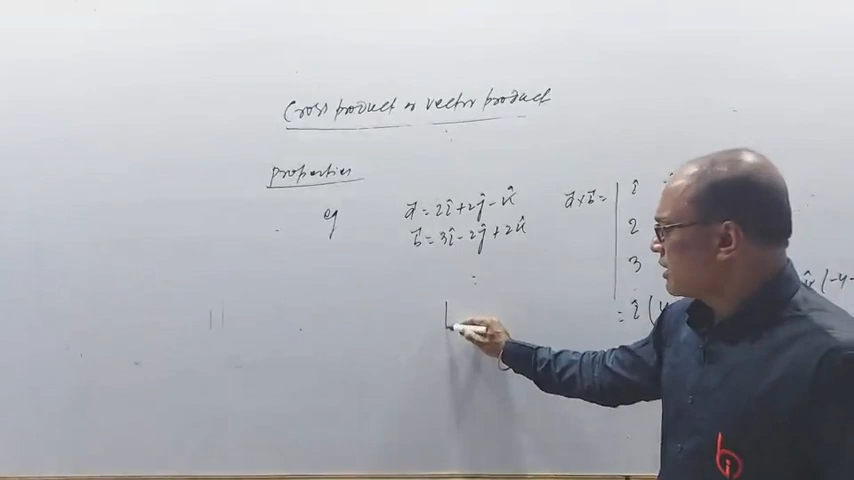 Cross product or vector product
properties
eg
a⃗ = 2î + 2ĵ - k̂
b⃗ = 3î - 2ĵ + 2k̂
a⃗ × b⃗ =
î
2
3
= î (